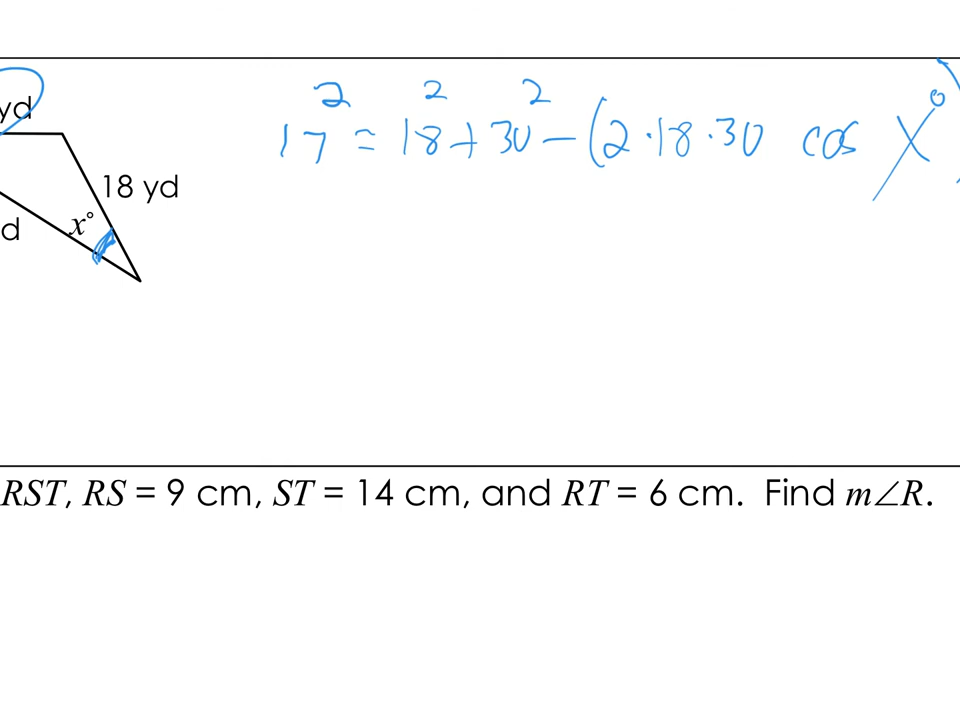 yd
17² = 18² + 30² − (2·18·30 cos x°)
18 yd
x°
d
RST, RS = 9 cm, ST = 14 cm, and RT = 6 cm. Find m∠R.